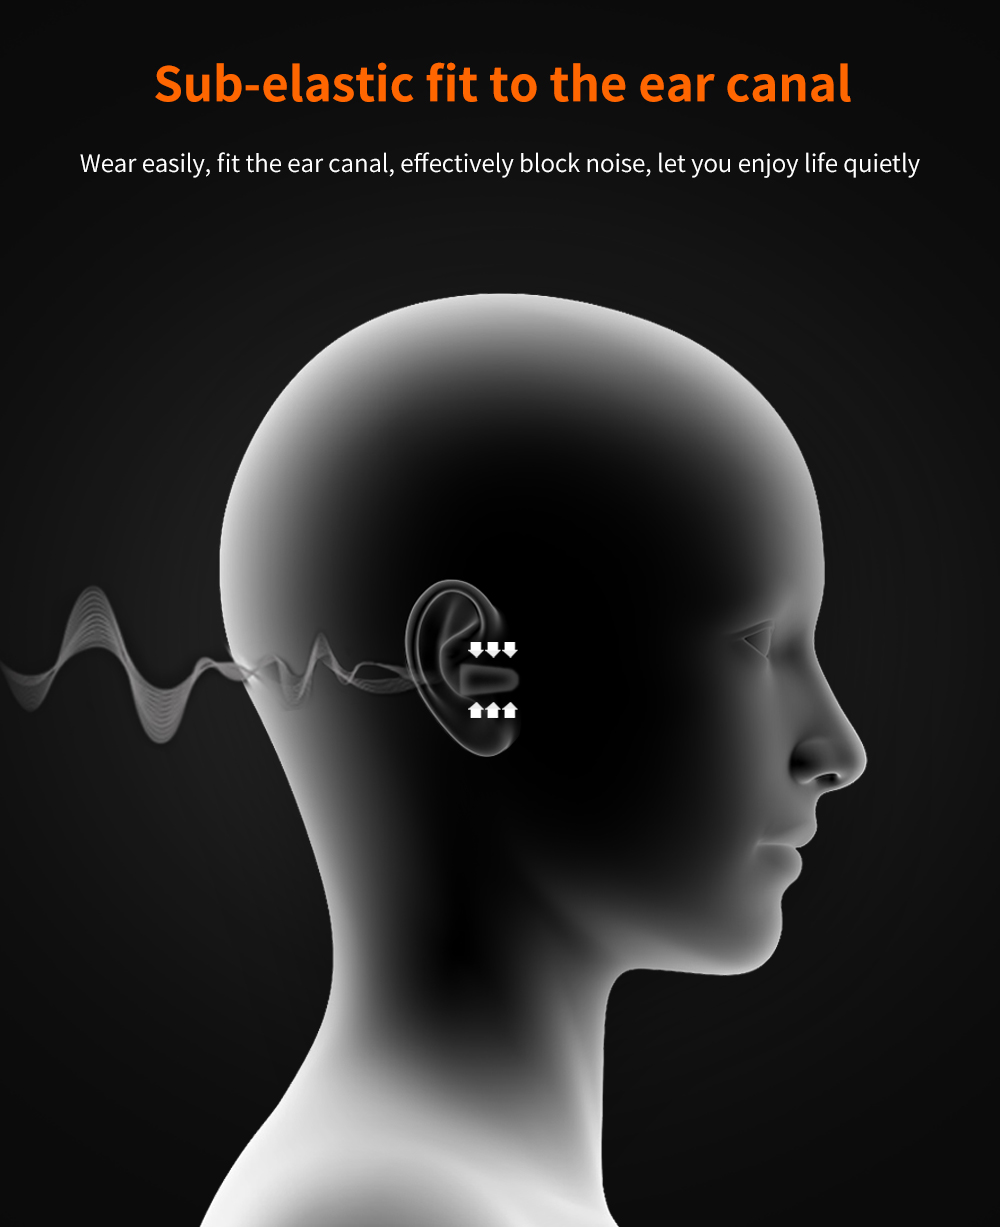 Sub-elastic fit to the ear canal
Wear easily, fit the ear canal, effectively block noise, let you enjoy life quietly